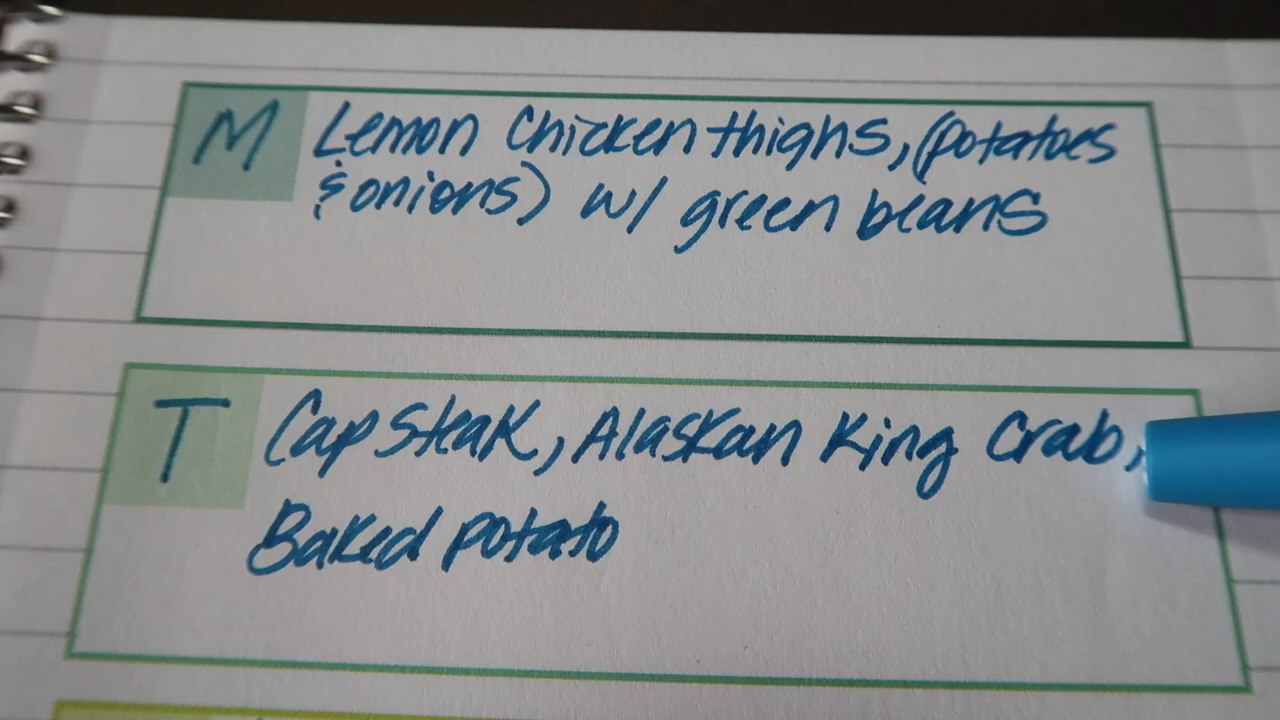 M Lemon Chicken thighs, (potatoes
& onions) w/ green beans
T Cap Steak, Alaskan King Crab,
Baked potato